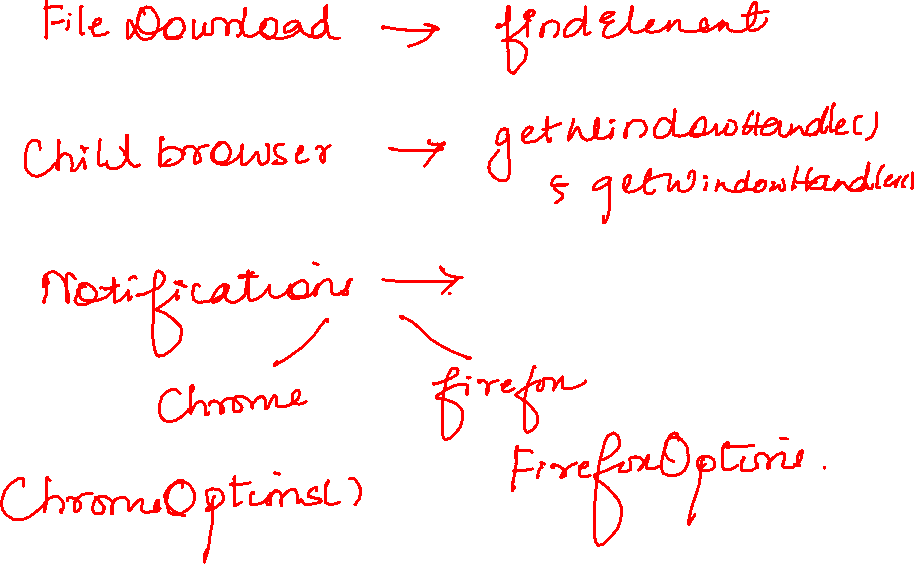 File Download → findElement
Child browser → getWindowHandle()
& getWindowHandles()
Notifications →
Chrome firefox
FirefoxOptions.
ChromeOptions()